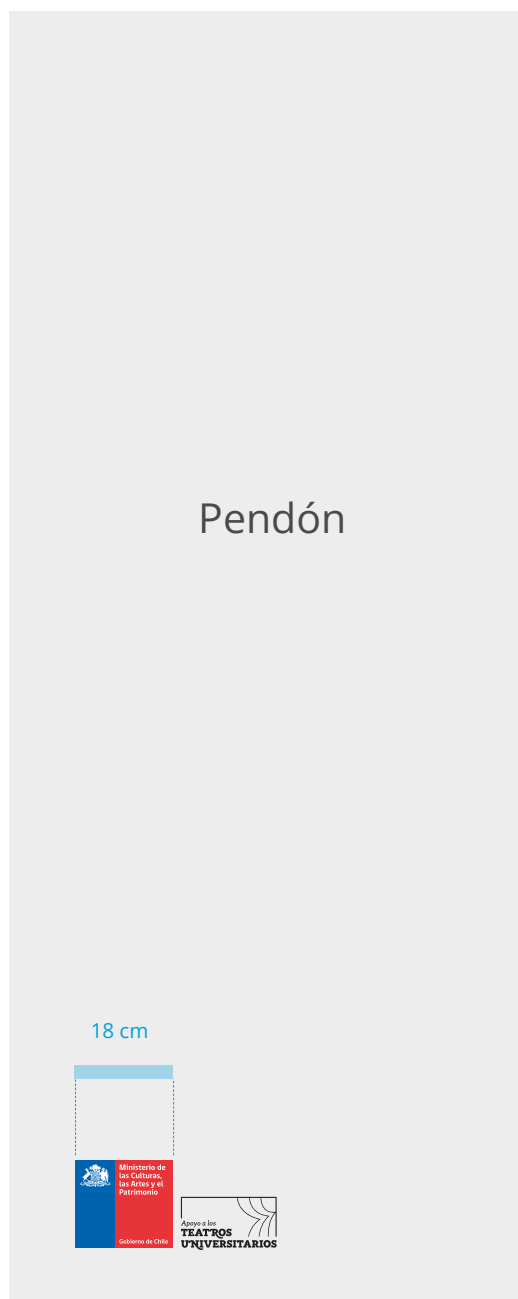 Pendón
18 cm
Ministerio de
las Culturas,
las Artes y el
Patrimonio
Gobierno de Chile
Apoyo a los
TEATROS
UNIVERSITARIOS